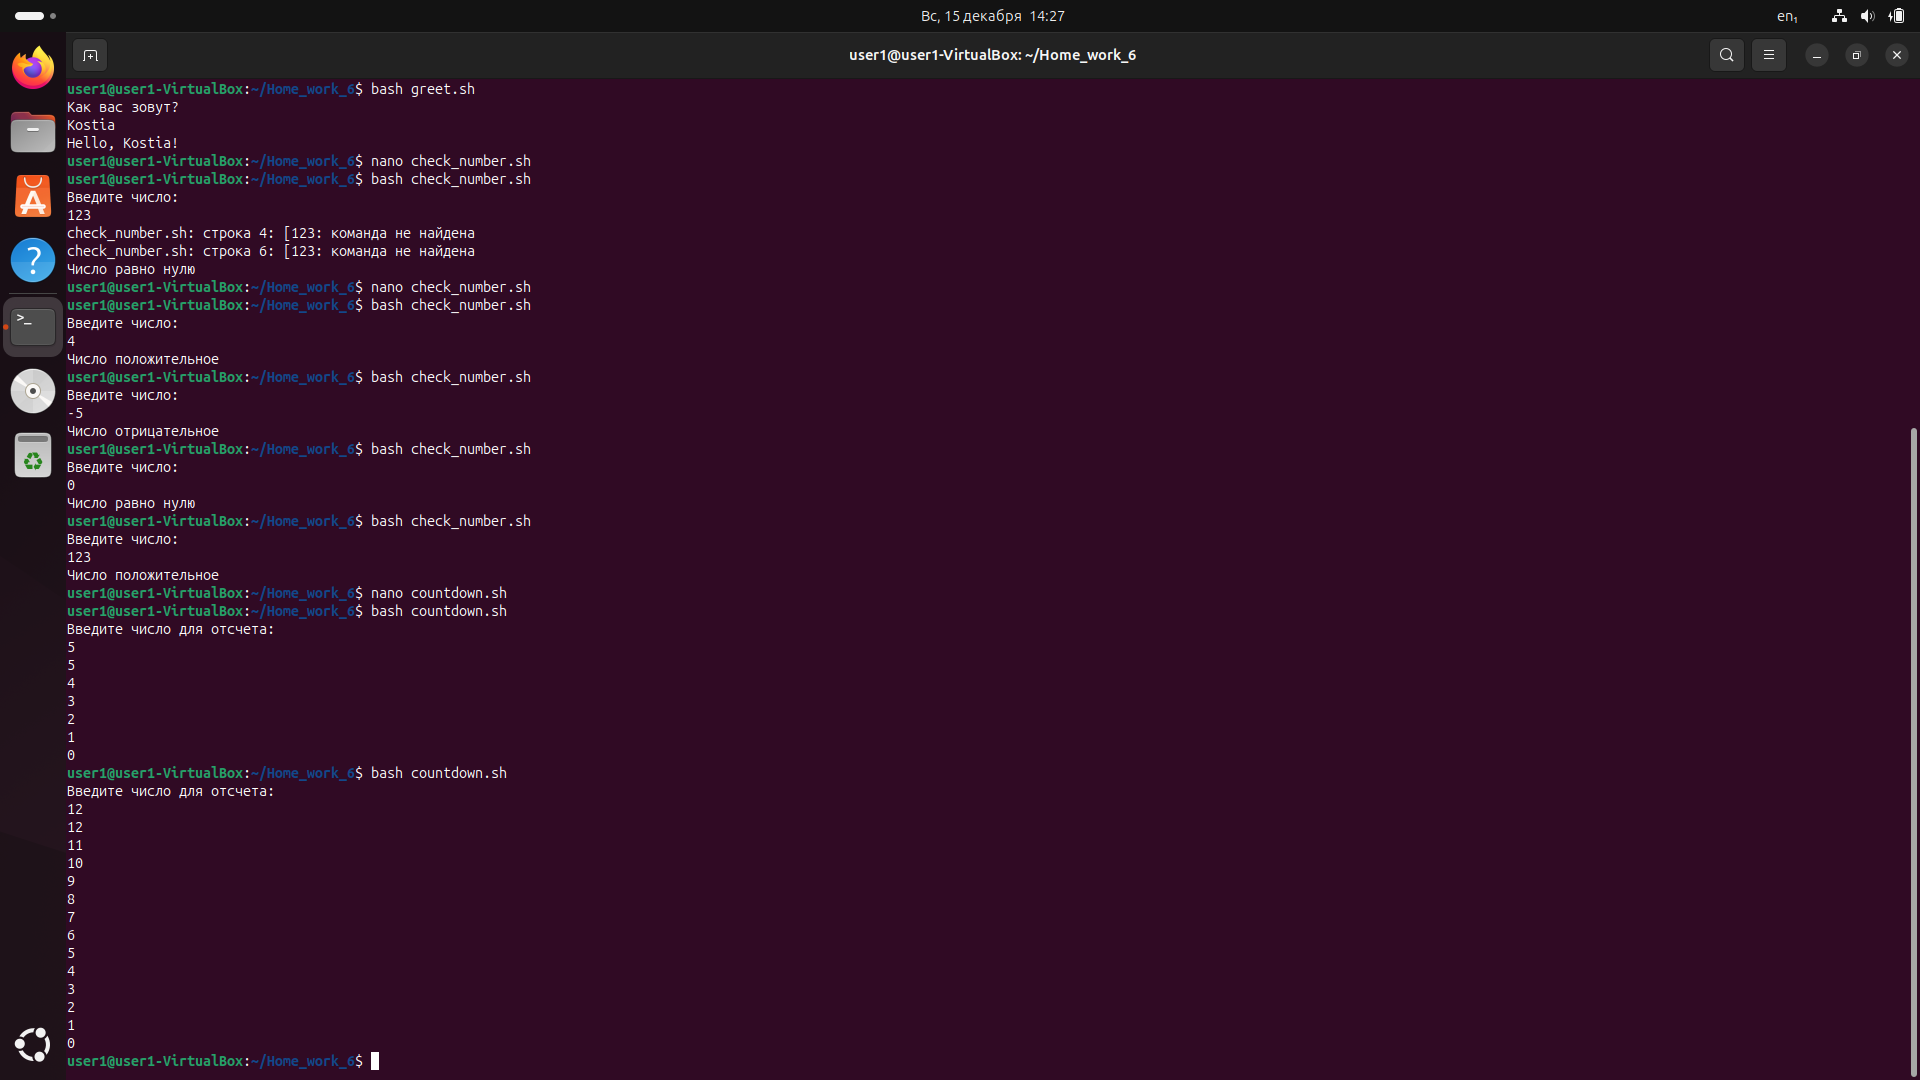 Вс, 15 декабря 14:27
en₁
user1@user1-VirtualBox: ~/Home_work_6
user1@user1-VirtualBox:~/Home_work_6$ bash greet.sh
Как вас зовут?
Kostia
Hello, Kostia!
user1@user1-VirtualBox:~/Home_work_6$ nano check_number.sh
user1@user1-VirtualBox:~/Home_work_6$ bash check_number.sh
Введите число:
123
check_number.sh: строка 4: [123: команда не найдена
check_number.sh: строка 6: [123: команда не найдена
Число равно нулю
user1@user1-VirtualBox:~/Home_work_6$ nano check_number.sh
user1@user1-VirtualBox:~/Home_work_6$ bash check_number.sh
Введите число:
4
Число положительное
user1@user1-VirtualBox:~/Home_work_6$ bash check_number.sh
Введите число:
-5
Число отрицательное
user1@user1-VirtualBox:~/Home_work_6$ bash check_number.sh
Введите число:
0
Число равно нулю
user1@user1-VirtualBox:~/Home_work_6$ bash check_number.sh
Введите число:
123
Число положительное
user1@user1-VirtualBox:~/Home_work_6$ nano countdown.sh
user1@user1-VirtualBox:~/Home_work_6$ bash countdown.sh
Введите число для отсчета:
5
5
4
3
2
1
0
user1@user1-VirtualBox:~/Home_work_6$ bash countdown.sh
Введите число для отсчета:
12
12
11
10
9
8
7
6
5
4
3
2
1
0
user1@user1-VirtualBox:~/Home_work_6$